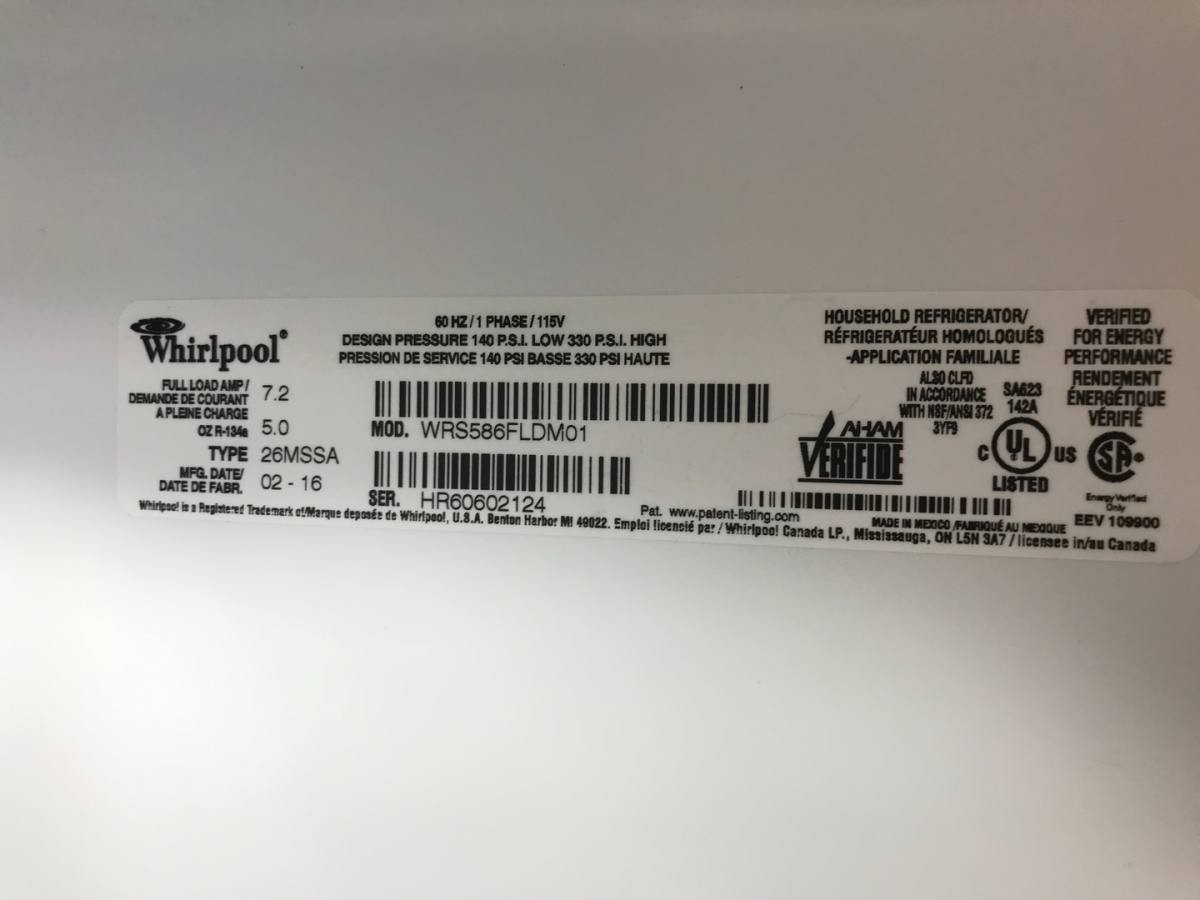 Whirlpool®
60 HZ / 1 PHASE / 115V
DESIGN PRESSURE 140 P.S.I. LOW 330 P.S.I. HIGH
PRESSION DE SERVICE 140 PSI BASSE 330 PSI HAUTE
FULL LOAD AMP /
DEMANDE DE COURANT
A PLEINE CHARGE
7.2
OZ R-134a 5.0
TYPE 26MSSA
MFG. DATE/
DATE DE FABR.
02 - 16
MOD. WRS586FLDM01
SER. HR60602124
HOUSEHOLD REFRIGERATOR/
RÉFRIGERATÉUR HOMOLOGUÉS
-APPLICATION FAMILIALE
ALSO CLFD
IN ACCORDANCE
WITH NSF/ANSI 372
3YF9
SA623
142A
AHAM
VERIFIDE
C UL US
LISTED
VERIFIED
FOR ENERGY
PERFORMANCE
RENDEMENT
ÉNERGÉTIQUE
VÉRIFIÉ
SA
Energy Verified
Only
EEV 109900
Pat. www.patent-listing.com
MADE IN MEXICO /FABRIQUÉ AU MEXIQUE
Whirlpool is a Registered Trademark of/Marque deposée de Whirlpool, U.S.A. Benton Harbor MI 49022. Emploi licencié par / Whirlpool Canada LP., Mississauga, ON L5N 3A7 / licensee in/au Canada